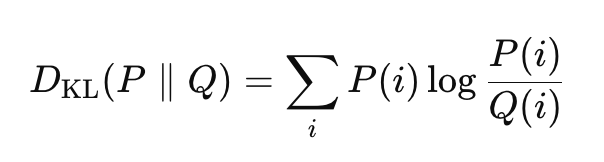 D_KL(P ∥ Q) = ∑_i P(i) log P(i)/Q(i)